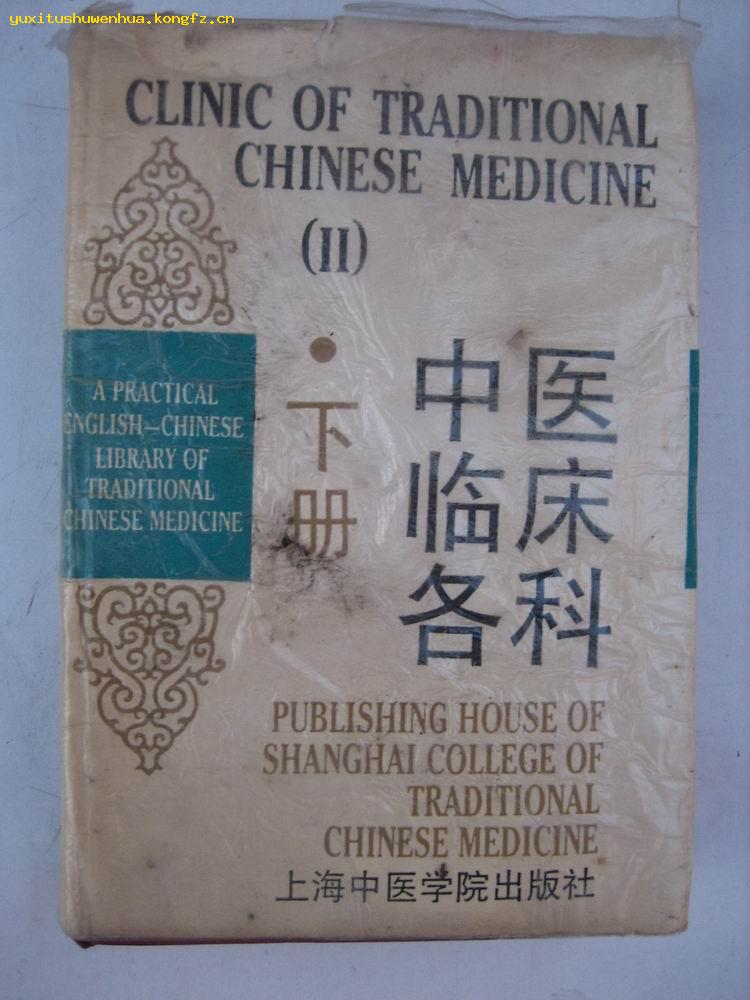 yuxitushuwenhua.kongfz.cn
CLINIC OF TRADITIONAL
CHINESE MEDICINE
(II)
A PRACTICAL
ENGLISH—CHINESE
LIBRARY OF
TRADITIONAL
CHINESE MEDICINE
•下册
中医
临床
各科
PUBLISHING HOUSE OF
SHANGHAI COLLEGE OF
TRADITIONAL
CHINESE MEDICINE
上海中医学院出版社